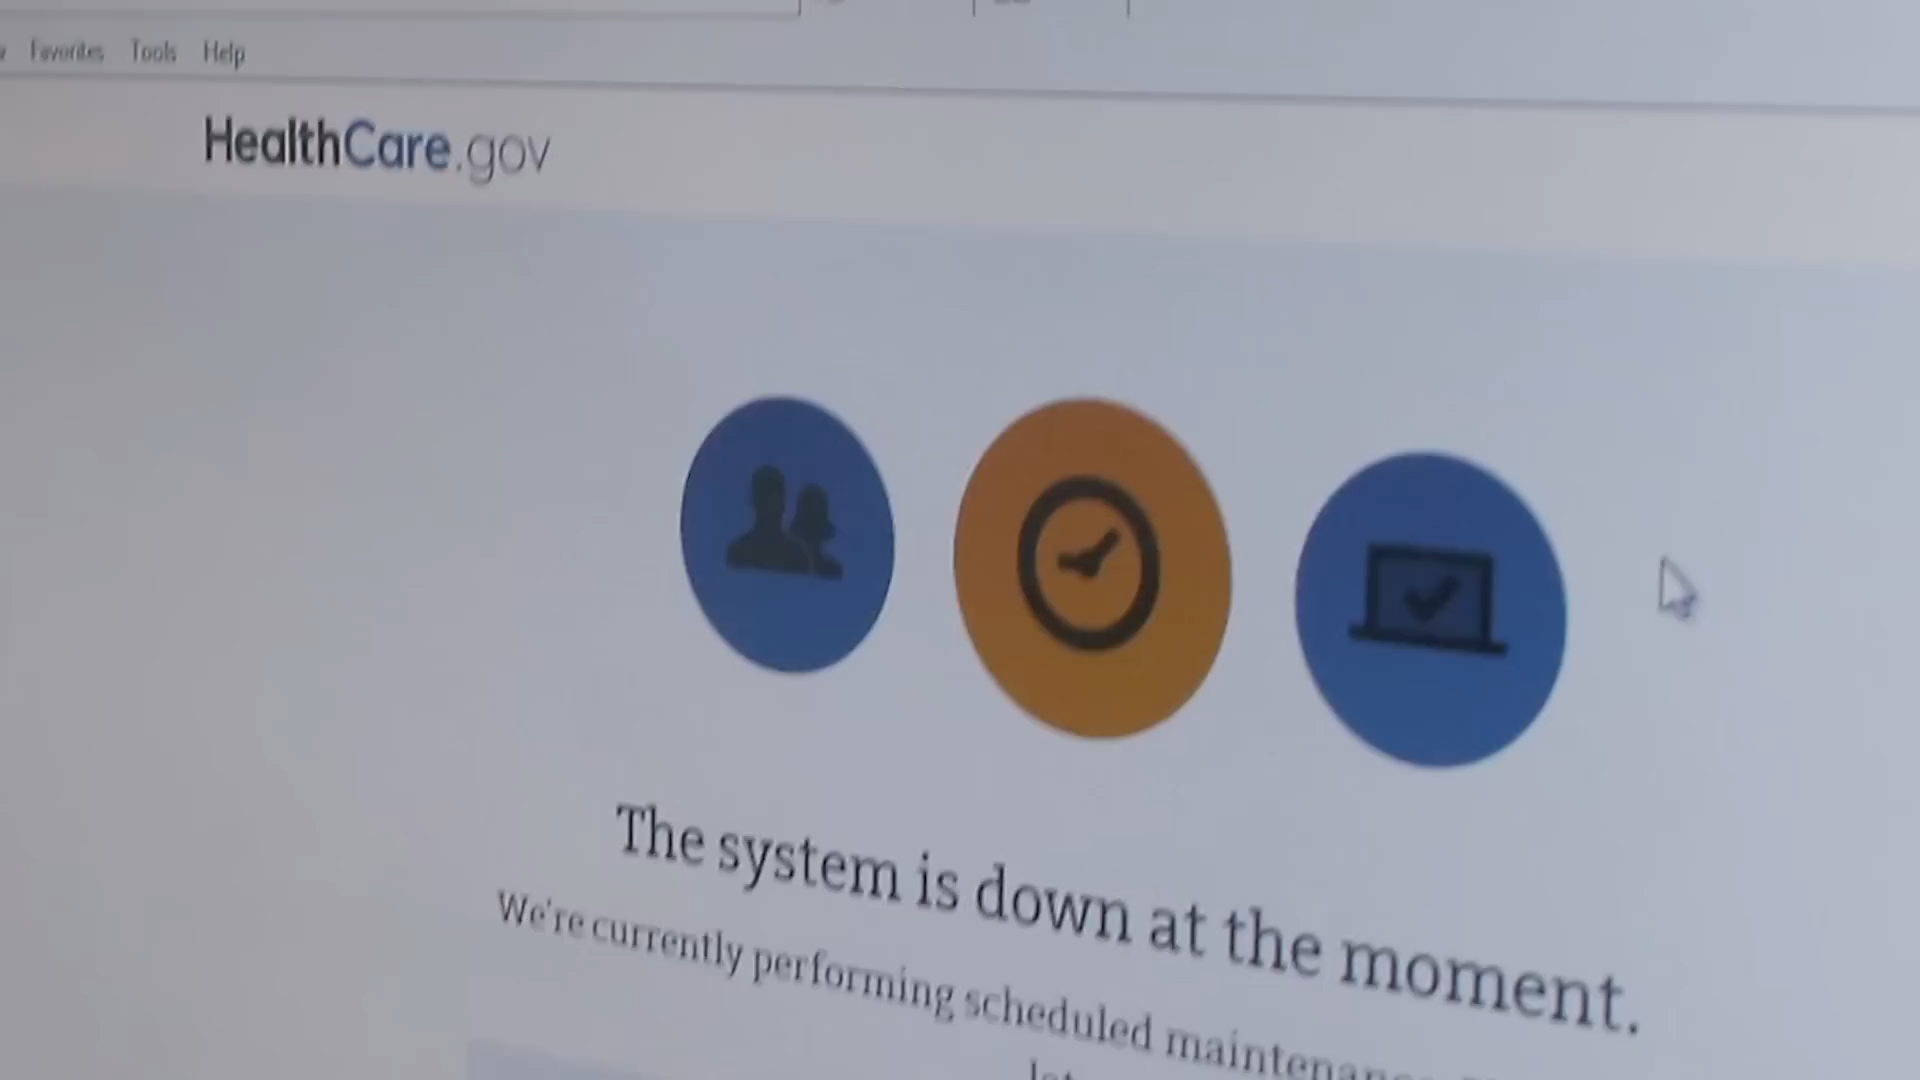 Favorites Tools Help
HealthCare.gov
The system is down at the moment.
We're currently performing scheduled